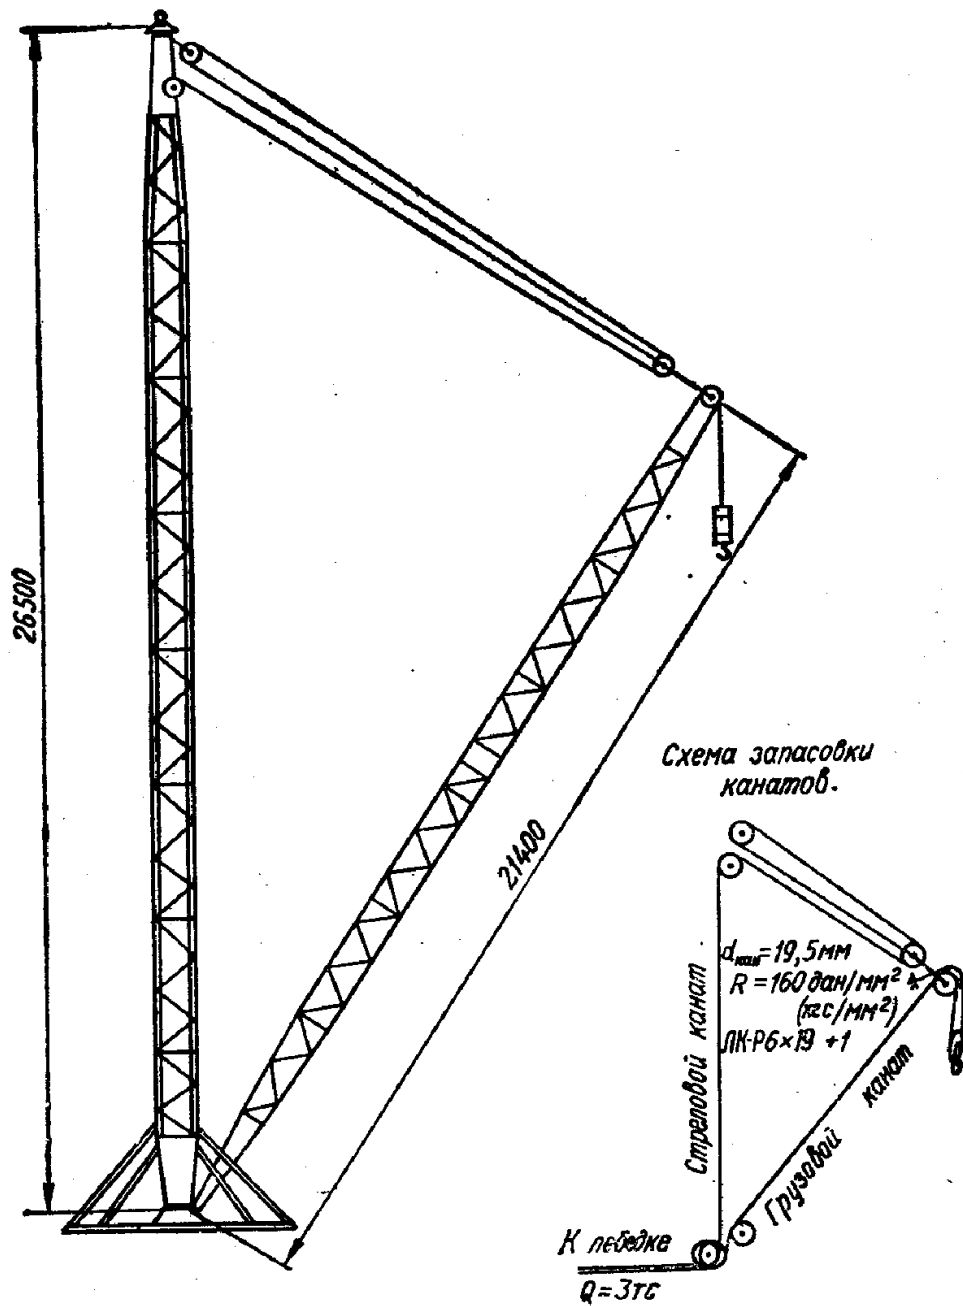 26500
21400
Схема запасовки
канатов.
dкан=19,5мм
R=160 дан/мм²
(кгс/мм²)
ЛК-Р6×19 +1
Стреловой канат
Грузовой канат
К лебедке
Q=3тс